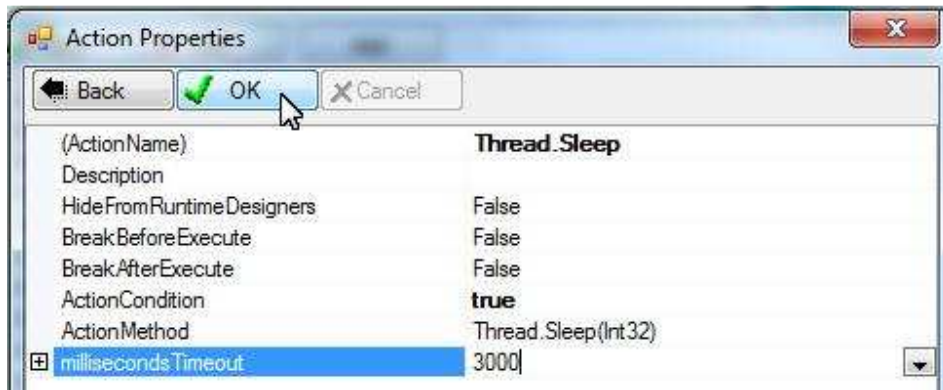 Action Properties
Back OK Cancel
(ActionName) Thread.Sleep
Description
HideFromRuntimeDesigners False
BreakBeforeExecute False
BreakAfterExecute False
ActionCondition true
ActionMethod Thread.Sleep(Int32)
millisecondsTimeout 3000